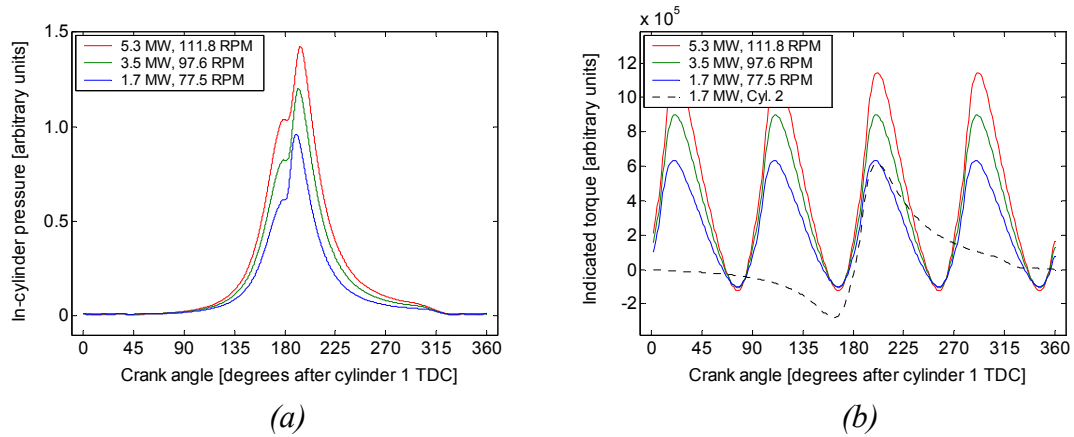 1.5
1.0
0.5
0
In-cylinder pressure [arbitrary units]
5.3 MW, 111.8 RPM
3.5 MW, 97.6 RPM
1.7 MW, 77.5 RPM
0 45 90 135 180 225 270 315 360
Crank angle [degrees after cylinder 1 TDC]
(a)
x 10⁵
12
10
8
6
4
2
0
-2
Indicated torque [arbitrary units]
5.3 MW, 111.8 RPM
3.5 MW, 97.6 RPM
1.7 MW, 77.5 RPM
1.7 MW, Cyl. 2
0 45 90 135 180 225 270 315 360
Crank angle [degrees after cylinder 1 TDC]
(b)